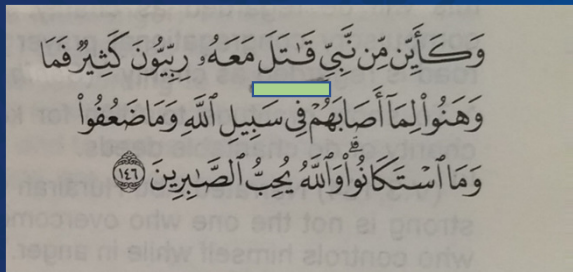 وَكَأَيِّن مِّن نَّبِيٍّ قَـٰتَلَ مَعَهُۥ رِبِّيُّونَ كَثِيرٌ فَمَا
وَهَنُوا۟ لِمَآ أَصَابَهُمْ فِى سَبِيلِ ٱللَّهِ وَمَا ضَعُفُوا۟
وَمَا ٱسْتَكَانُوا۟ۗ وَٱللَّهُ يُحِبُّ ٱلصَّـٰبِرِينَ ١٤٦